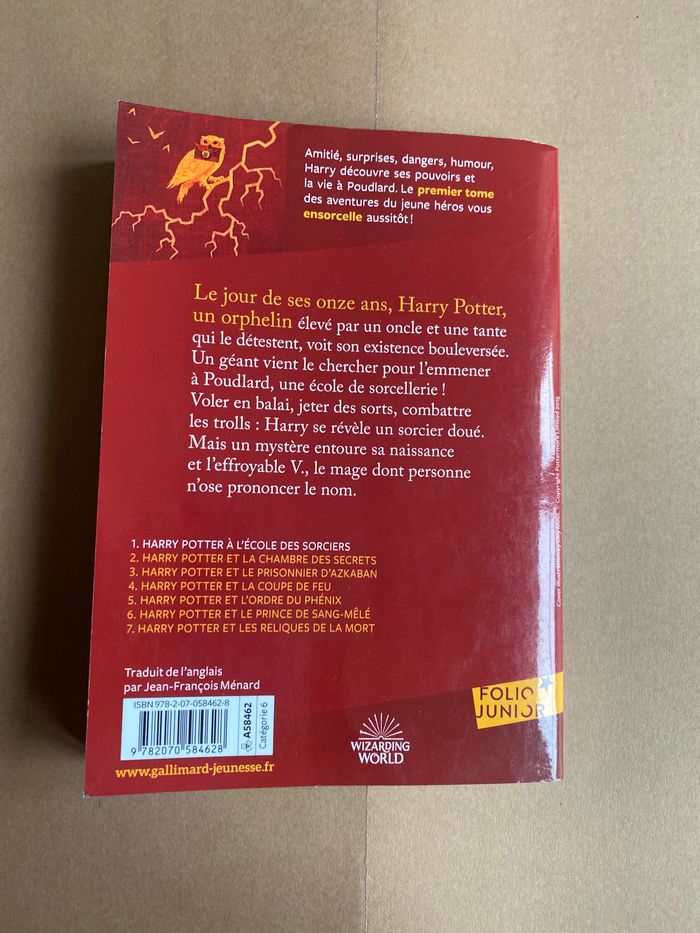 Amitié, surprises, dangers, humour,
Harry découvre ses pouvoirs et
la vie à Poudlard. Le premier tome
des aventures du jeune héros vous
ensorcelle aussitôt !
Le jour de ses onze ans, Harry Potter,
un orphelin élevé par un oncle et une tante
qui le détestent, voit son existence bouleversée.
Un géant vient le chercher pour l'emmener
à Poudlard, une école de sorcellerie !
Voler en balai, jeter des sorts, combattre
les trolls : Harry se révèle un sorcier doué.
Mais un mystère entoure sa naissance
et l'effroyable V., le mage dont personne
n'ose prononcer le nom.
1. HARRY POTTER À L'ÉCOLE DES SORCIERS
2. HARRY POTTER ET LA CHAMBRE DES SECRETS
3. HARRY POTTER ET LE PRISONNIER D'AZKABAN
4. HARRY POTTER ET LA COUPE DE FEU
5. HARRY POTTER ET L'ORDRE DU PHÉNIX
6. HARRY POTTER ET LE PRINCE DE SANG-MÊLÉ
7. HARRY POTTER ET LES RELIQUES DE LA MORT
Traduit de l'anglais
par Jean-François Ménard
ISBN 978-2-07-058462-8
9 782070 584628
A58462
Catégorie 6
www.gallimard-jeunesse.fr
WIZARDING
WORLD
FOLIO
JUNIOR
Cover illustration Copyright Pottermore Limited 2015